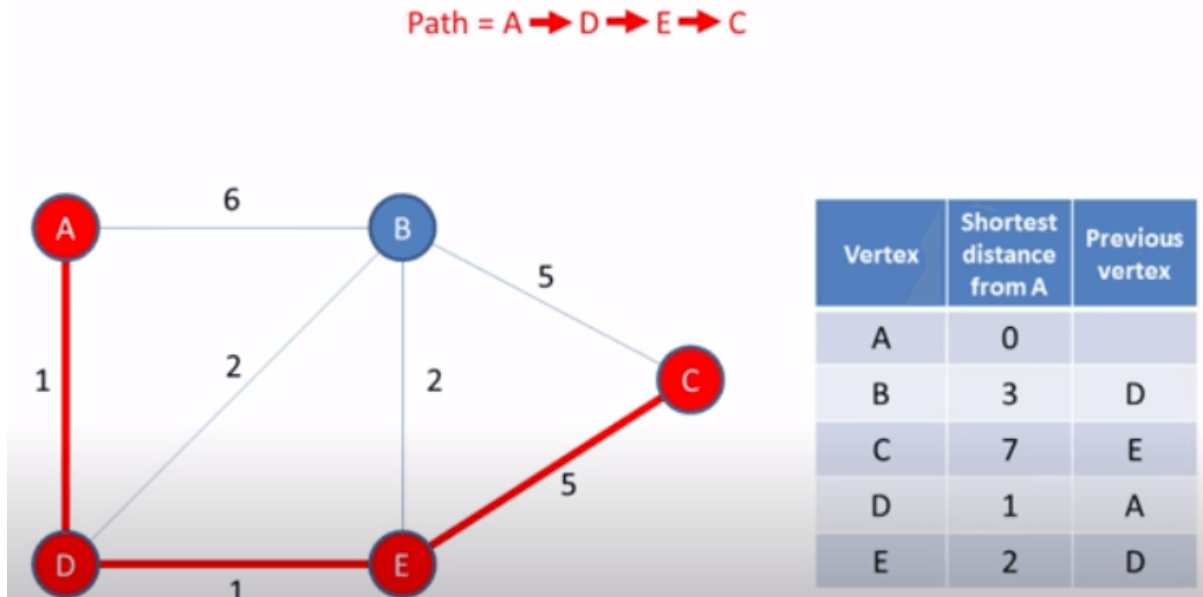 Path = A → D → E → C
6
A
B
5
1
2
2
C
5
D
E
1
Vertex Shortest distance from A Previous vertex
A 0
B 3 D
C 7 E
D 1 A
E 2 D